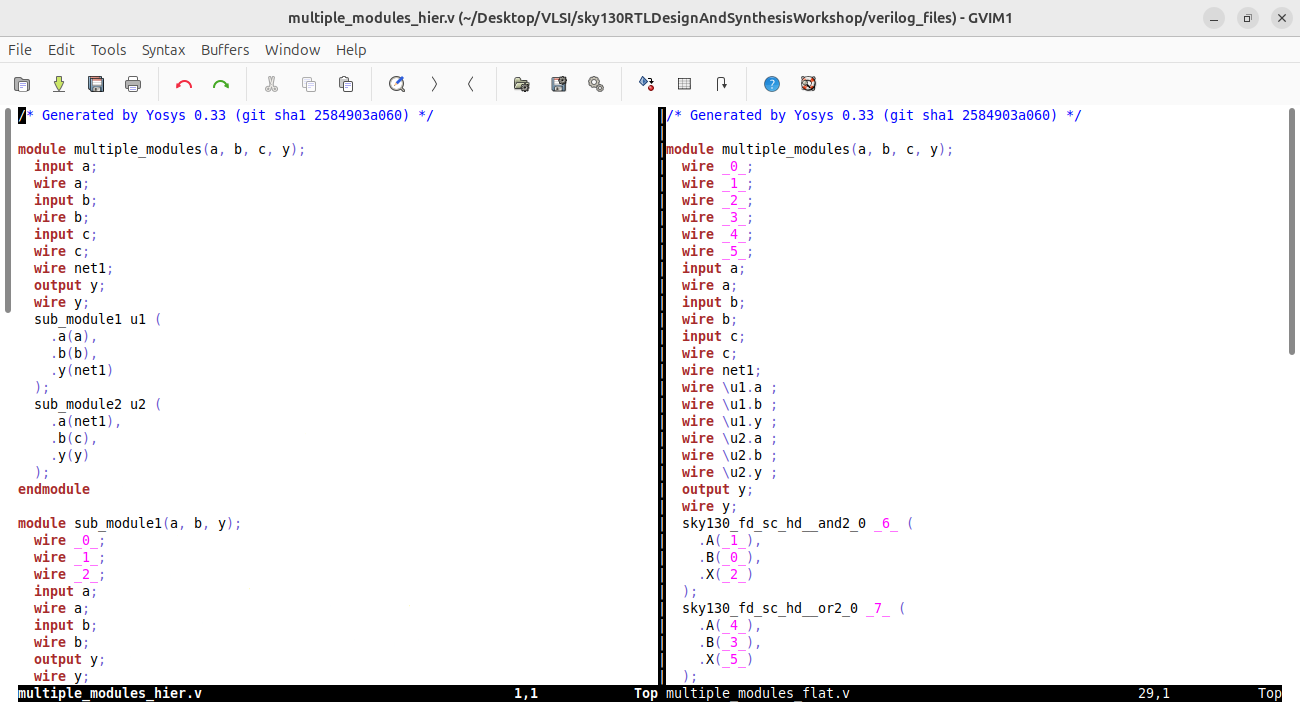 multiple_modules_hier.v (~/Desktop/VLSI/sky130RTLDesignAndSynthesisWorkshop/verilog_files) - GVIM1
File Edit Tools Syntax Buffers Window Help
/* Generated by Yosys 0.33 (git sha1 2584903a060) */
module multiple_modules(a, b, c, y);
input a;
wire a;
input b;
wire b;
input c;
wire c;
wire net1;
output y;
wire y;
sub_module1 u1 (
.a(a),
.b(b),
.y(net1)
);
sub_module2 u2 (
.a(net1),
.b(c),
.y(y)
);
endmodule
module sub_module1(a, b, y);
wire _0_;
wire _1_;
wire _2_;
input a;
wire a;
input b;
wire b;
output y;
wire y;
multiple_modules_hier.v 1,1 Top
/* Generated by Yosys 0.33 (git sha1 2584903a060) */
module multiple_modules(a, b, c, y);
wire _0_;
wire _1_;
wire _2_;
wire _3_;
wire _4_;
wire _5_;
input a;
wire a;
input b;
wire b;
input c;
wire c;
wire net1;
wire \u1.a ;
wire \u1.b ;
wire \u1.y ;
wire \u2.a ;
wire \u2.b ;
wire \u2.y ;
output y;
wire y;
sky130_fd_sc_hd__and2_0 _6_ (
.A(_1_),
.B(_0_),
.X(_2_)
);
sky130_fd_sc_hd__or2_0 _7_ (
.A(_4_),
.B(_3_),
.X(_5_)
);
multiple_modules_flat.v 29,1 Top